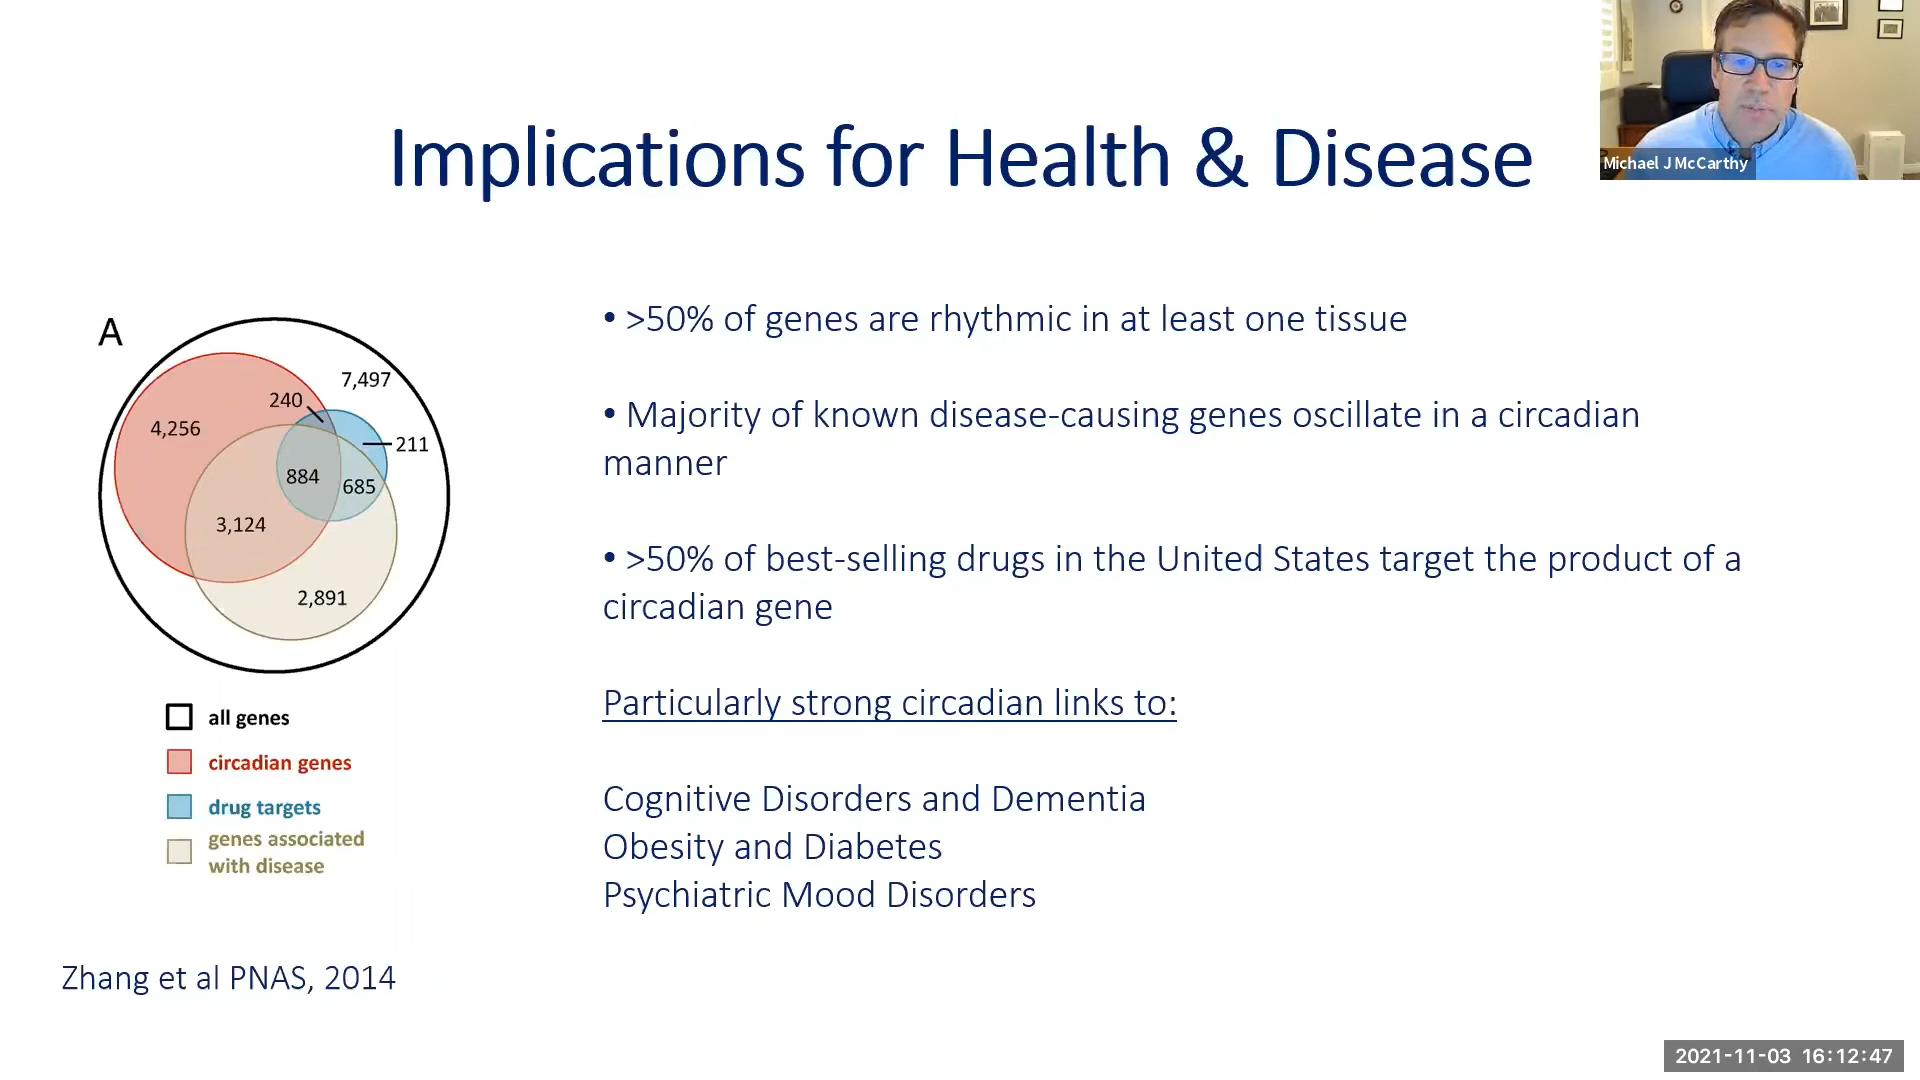 Michael J McCarthy
Implications for Health & Disease
A
7,497
240
4,256
211
884
685
3,124
2,891
all genes
circadian genes
drug targets
genes associated
with disease
Zhang et al PNAS, 2014
• >50% of genes are rhythmic in at least one tissue
• Majority of known disease-causing genes oscillate in a circadian
manner
• >50% of best-selling drugs in the United States target the product of a
circadian gene
Particularly strong circadian links to:
Cognitive Disorders and Dementia
Obesity and Diabetes
Psychiatric Mood Disorders
2021-11-03 16:12:47